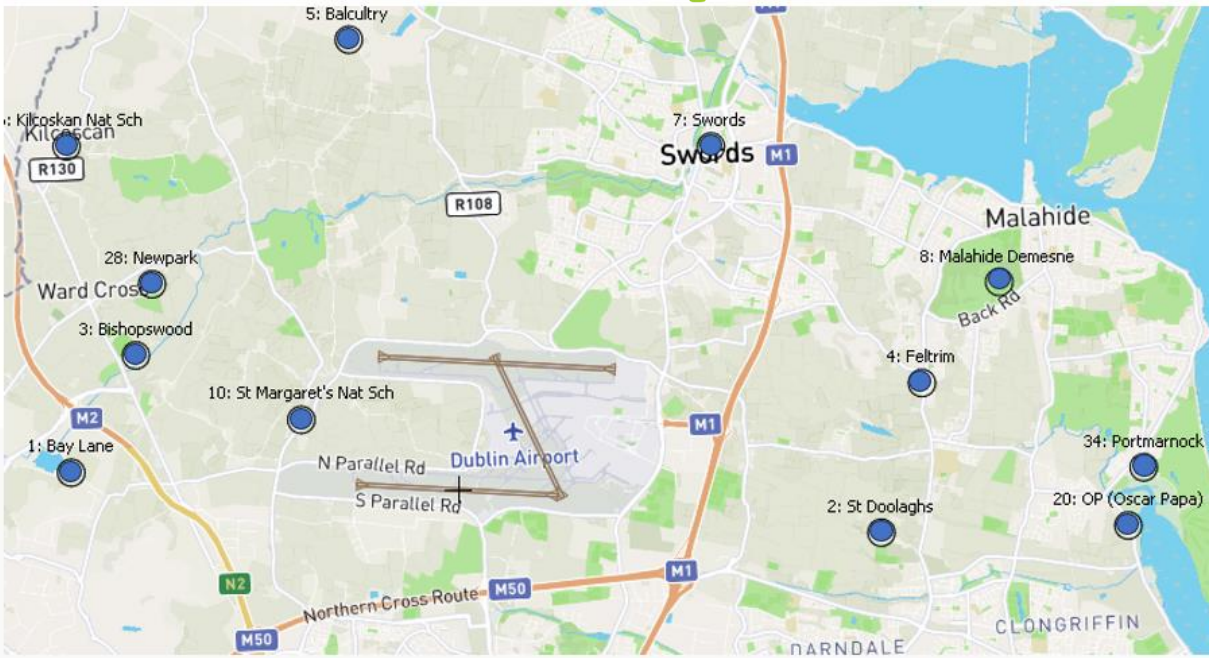 5: Balcultry
: Kilcoskan Nat Sch
Kilcoscan
R130
7: Swords
Swords
M1
R108
Malahide
8: Malahide Demesne
Back Rd
28: Newpark
Ward Cross
3: Bishopswood
4: Feltrim
10: St Margaret's Nat Sch
M2
M1
1: Bay Lane
N Parallel Rd
Dublin Airport
S Parallel Rd
34: Portmarnock
20: OP (Oscar Papa)
2: St Doolaghs
M1
N2
M50
Northern Cross Route
M50
CLONGRIFFIN
DARNDALE